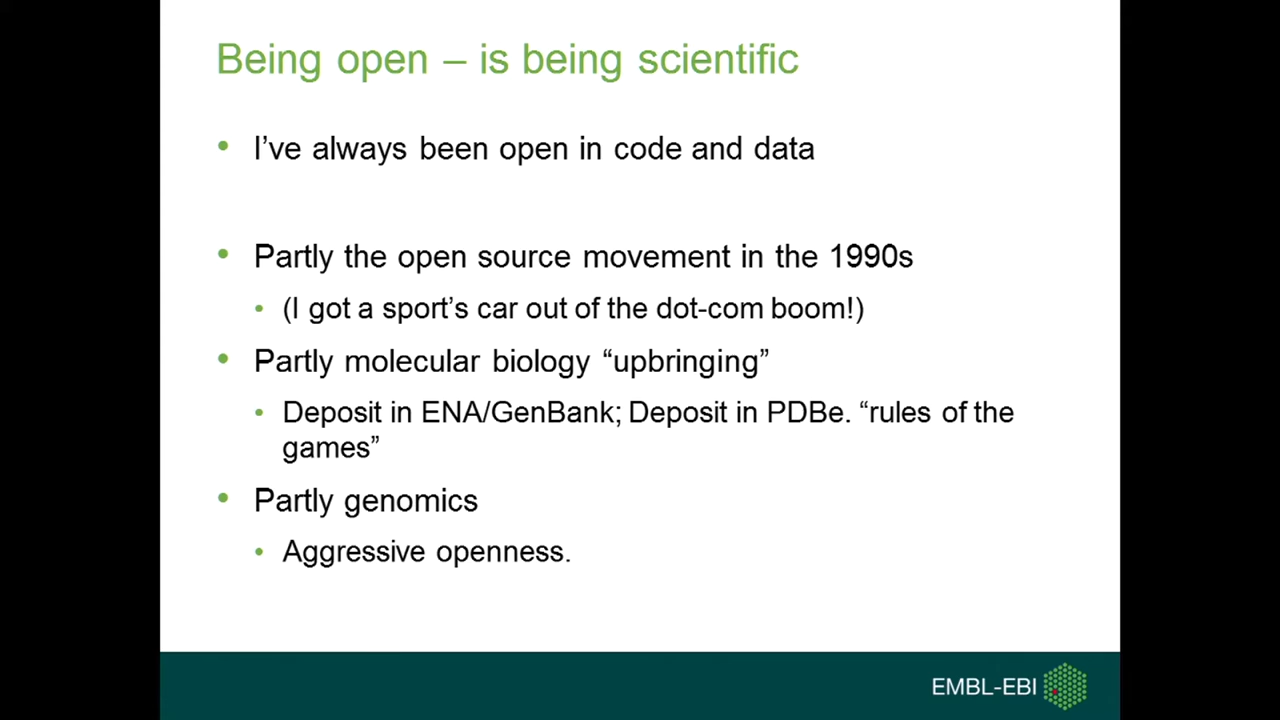 Being open – is being scientific
• I’ve always been open in code and data
• Partly the open source movement in the 1990s
• (I got a sport’s car out of the dot-com boom!)
• Partly molecular biology “upbringing”
• Deposit in ENA/GenBank; Deposit in PDBe. “rules of the
games”
• Partly genomics
• Aggressive openness.
EMBL-EBI